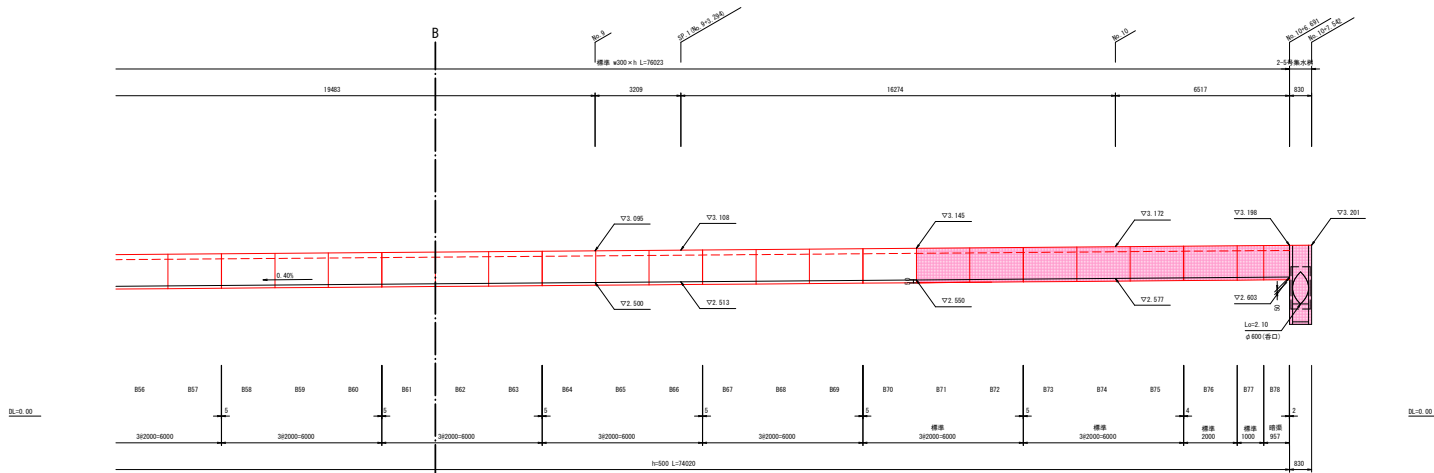 B
No.9
SP.1(No.9+3.294)
No.10
No.10+6.691
No.10+7.542
標準 w300×h L=76023
2-5号集水桝
19483
3209
16274
6517
830
▽3.095
▽3.108
▽3.145
▽3.172
▽3.198
▽3.201
0.40%
50
▽2.500
▽2.513
▽2.550
▽2.577
▽2.603
50
Lo=2.10
φ600(呑口)
B56
B57
B58
B59
B60
B61
B62
B63
B64
B65
B66
B67
B68
B69
B70
B71
B72
B73
B74
B75
B76
B77
B78
DL=0.00
5
5
5
5
5
5
4
2
DL=0.00
標準
標準
標準
標準
暗渠
3@2000=6000
3@2000=6000
3@2000=6000
3@2000=6000
3@2000=6000
3@2000=6000
3@2000=6000
2000
1000
957
h=500 L=74020
830